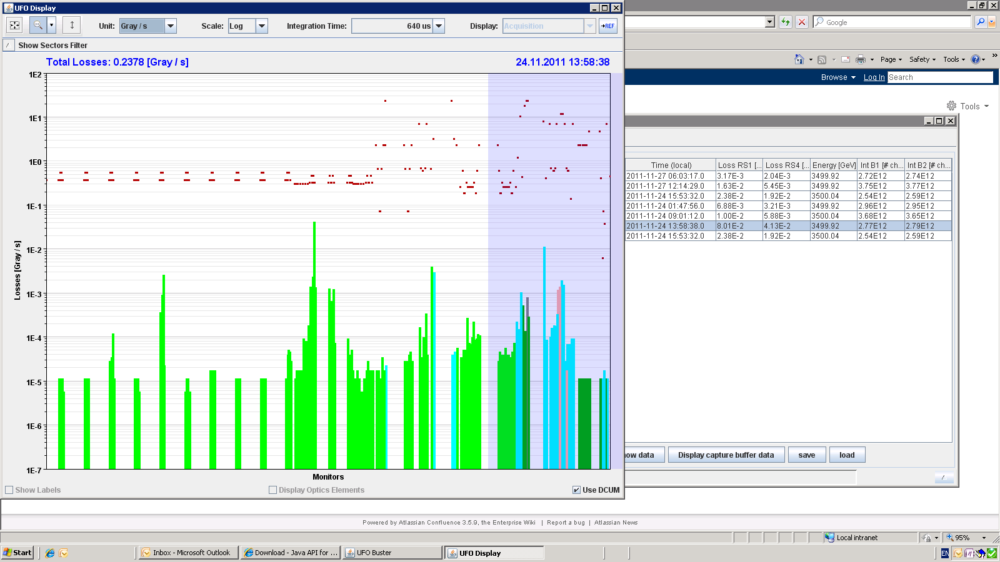 UFO Display
Unit: Gray / s Scale: Log Integration Time: 640 us Display: Acquisition →REF
Show Sectors Filter
Total Losses: 0.2378 [Gray / s] 24.11.2011 13:58:38
1E2
1E1
1E0
1E-1
1E-2
1E-3
1E-4
1E-5
1E-6
1E-7
Losses [Gray / s]
Monitors
Show Labels Display Optics Elements Use DCUM
Google
Page Safety Tools »
Browse Log In Search
Tools
Time (local) Loss RS1 [... Loss RS4 [... Energy [GeV] Int B1 [# ch... Int B2 [# ch...
2011-11-27 06:03:17.0 3.17E-3 2.04E-3 3499.92 2.72E12 2.74E12
2011-11-27 12:14:29.0 1.63E-2 5.45E-3 3499.92 3.75E12 3.77E12
2011-11-24 15:53:32.0 2.38E-2 1.92E-2 3500.04 2.54E12 2.59E12
2011-11-24 01:47:56.0 6.88E-3 3.21E-3 3499.92 2.96E12 2.95E12
2011-11-24 09:01:12.0 1.00E-2 5.88E-3 3500.04 3.68E12 3.65E12
2011-11-24 13:58:38.0 8.01E-2 4.13E-2 3499.92 2.77E12 2.79E12
2011-11-24 15:53:32.0 2.38E-2 1.92E-2 3500.04 2.54E12 2.59E12
ow data Display capture buffer data save load
Powered by Atlassian Confluence 3.5.9, the Enterprise Wiki | Report a bug | Atlassian News
Local intranet 95%
Start Inbox - Microsoft Outlook Download - Java API for ... UFO Buster UFO Display EN